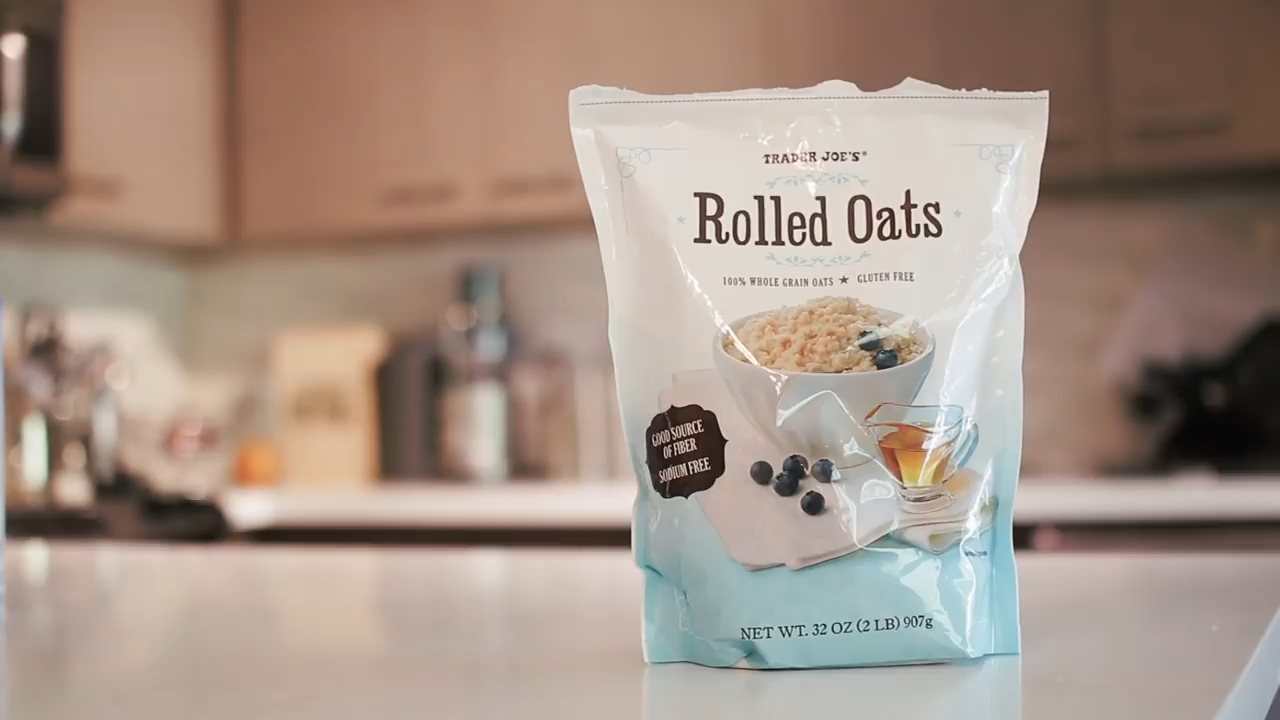 TRADER JOE'S®
Rolled Oats
100% WHOLE GRAIN OATS ★ GLUTEN FREE
GOOD SOURCE
OF FIBER
SODIUM FREE
NET WT. 32 OZ (2 LB) 907g